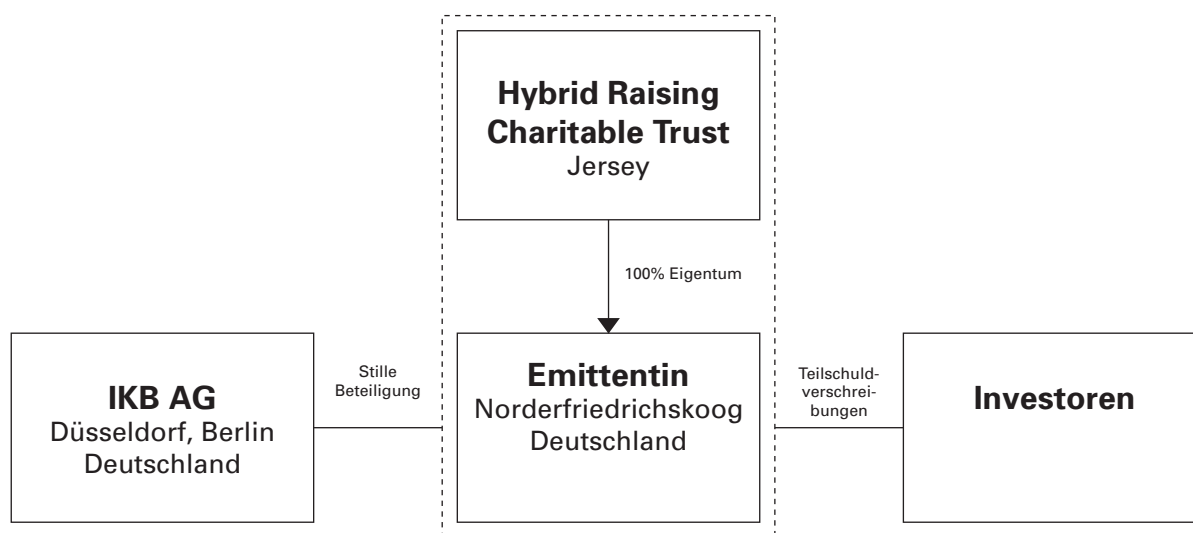 Hybrid Raising
Charitable Trust
Jersey
100% Eigentum
IKB AG
Düsseldorf, Berlin
Deutschland
Stille
Beteiligung
Emittentin
Norderfriedrichskoog
Deutschland
Teilschuld-
verschrei-
bungen
Investoren